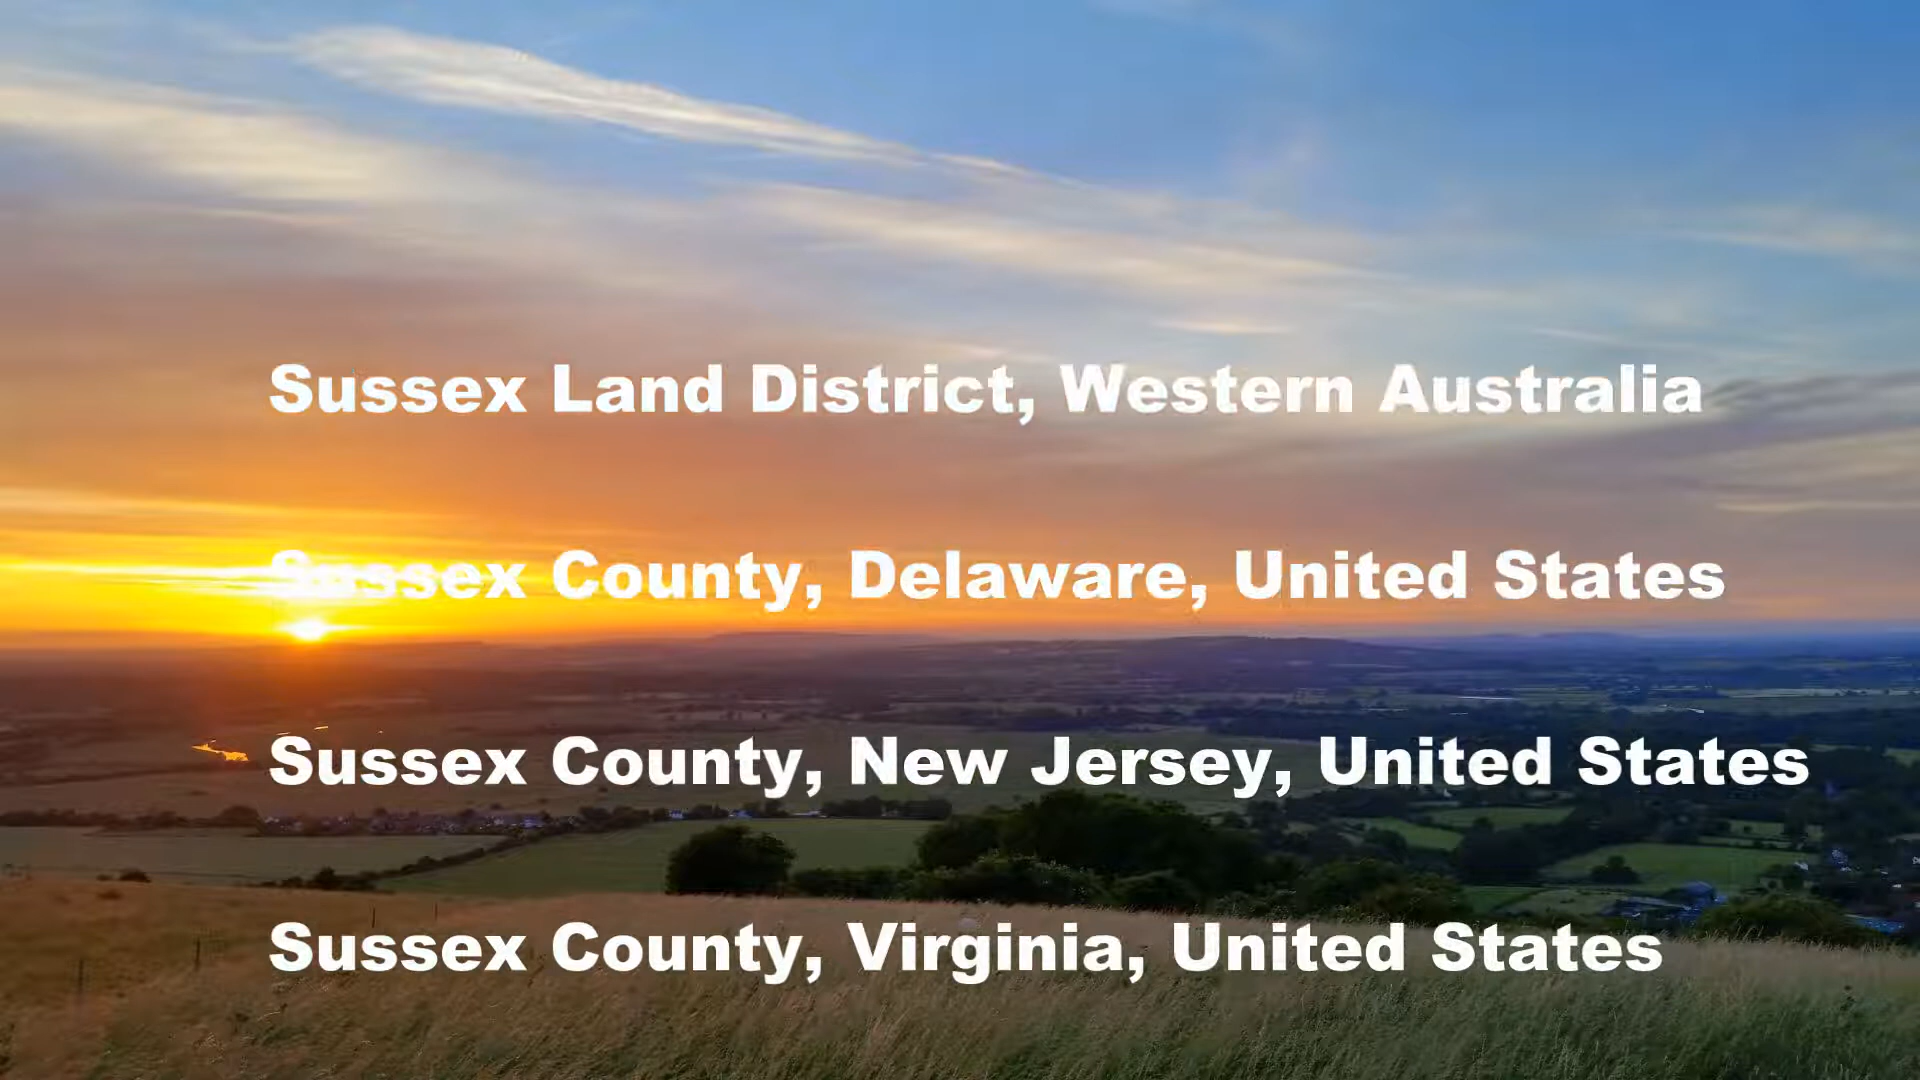 Sussex Land District, Western Australia
Sussex County, Delaware, United States
Sussex County, New Jersey, United States
Sussex County, Virginia, United States